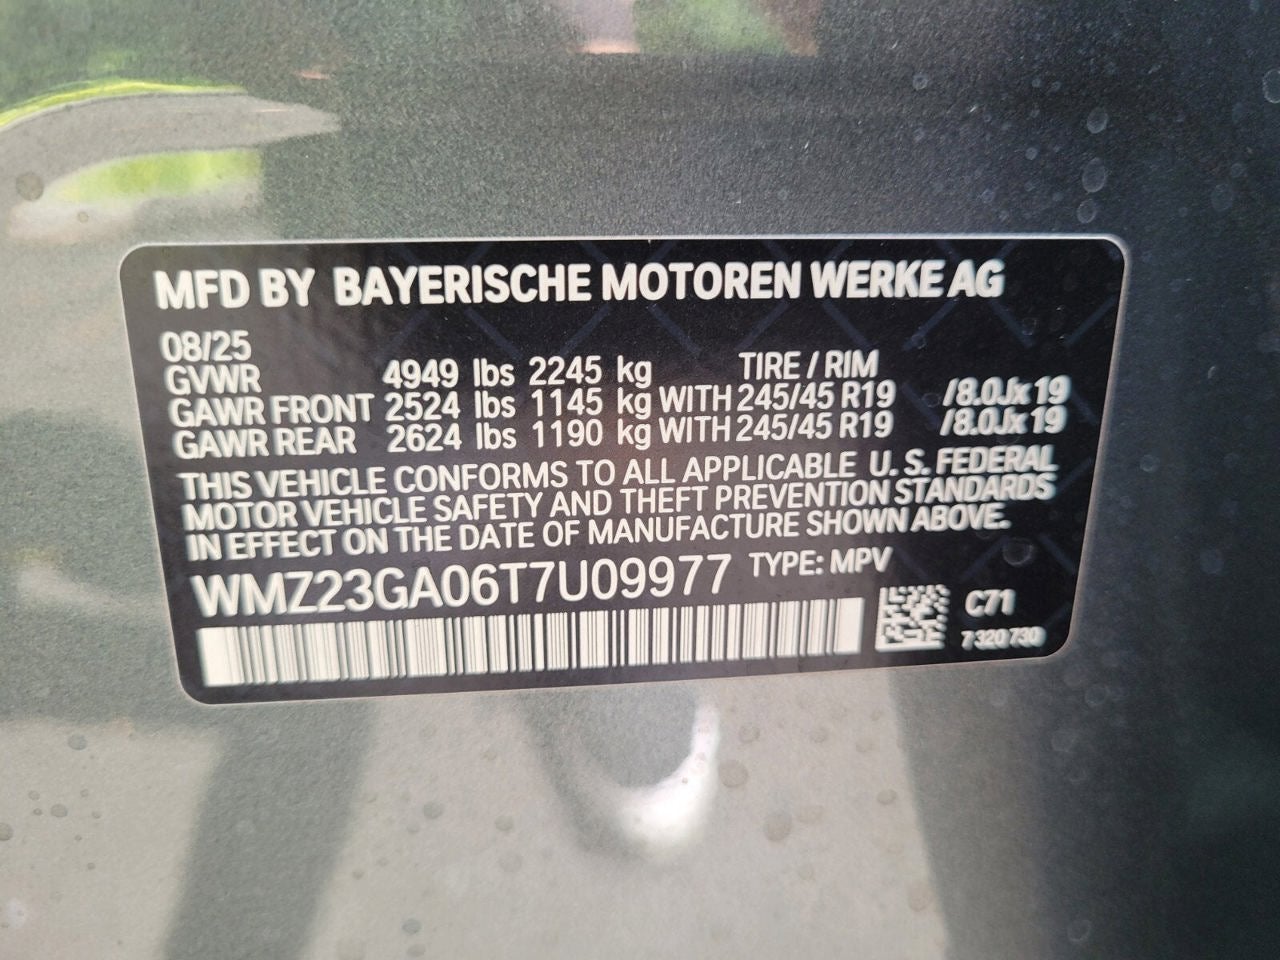 MFD BY BAYERISCHE MOTOREN WERKE AG
08/25
GVWR 4949 lbs 2245 kg TIRE / RIM
GAWR FRONT 2524 lbs 1145 kg WITH 245/45 R19 /8.0Jx19
GAWR REAR 2624 lbs 1190 kg WITH 245/45 R19 /8.0Jx19
THIS VEHICLE CONFORMS TO ALL APPLICABLE U. S. FEDERAL
MOTOR VEHICLE SAFETY AND THEFT PREVENTION STANDARDS
IN EFFECT ON THE DATE OF MANUFACTURE SHOWN ABOVE.
WMZ23GA06T7U09977 TYPE: MPV
C71
7 320 730